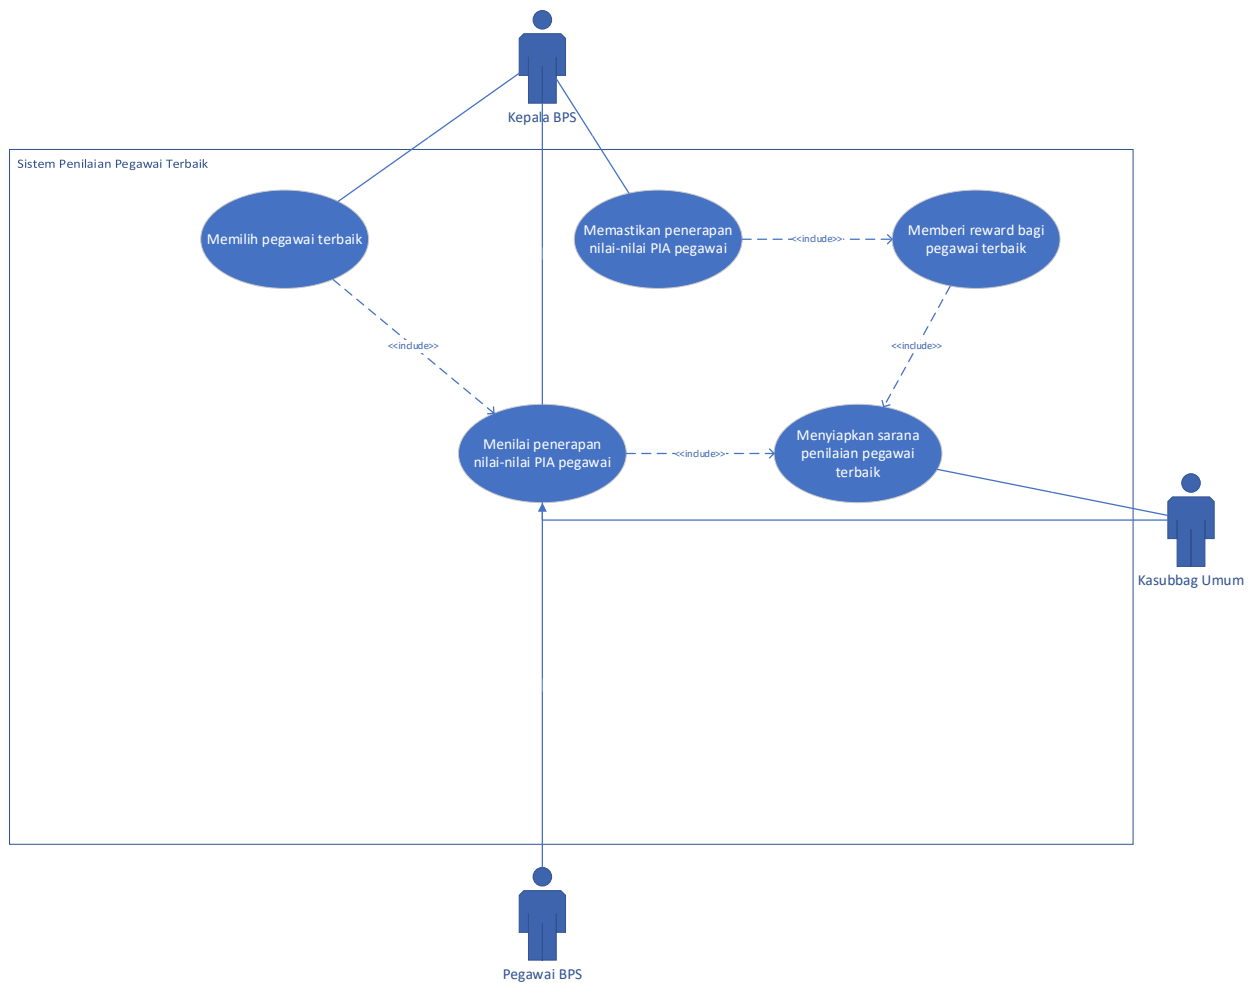 Kepala BPS
Sistem Penilaian Pegawai Terbaik
Memilih pegawai terbaik
Memastikan penerapan
nilai-nilai PIA pegawai
<<include>>
Memberi reward bagi
pegawai terbaik
<<include>>
<<include>>
Menilai penerapan
nilai-nilai PIA pegawai
<<include>>
Menyiapkan sarana
penilaian pegawai
terbaik
Kasubbag Umum
Pegawai BPS